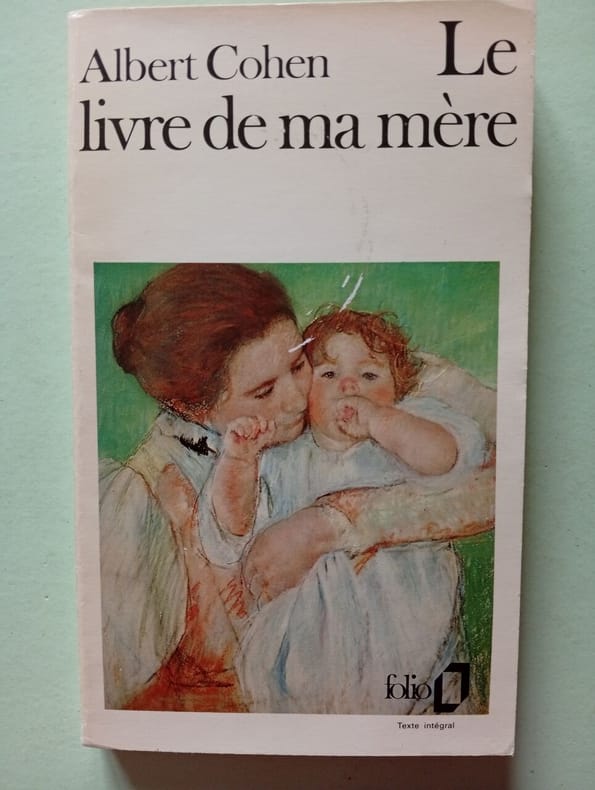 Albert Cohen Le
livre de ma mère
folio
Texte intégral